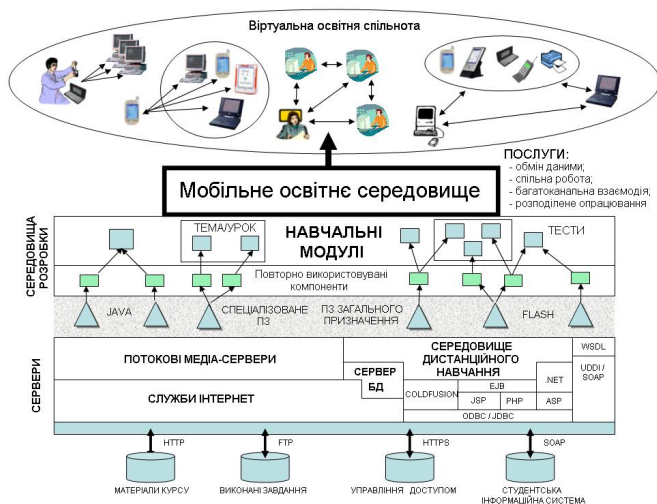 Віртуальна освітня спільнота
ПОСЛУГИ:
- обмін даними;
- спільна робота;
- багатоканальна взаємодія;
- розподілене опрацювання
Мобільне освітнє середовище
СЕРЕДОВИЩА
РОЗРОБКИ
ТЕМА/УРОК
НАВЧАЛЬНІ
МОДУЛІ
ТЕСТИ
Повторно використовувані
компоненти
JAVA
СПЕЦІАЛІЗОВАНЕ
ПЗ
ПЗ ЗАГАЛЬНОГО
ПРИЗНАЧЕННЯ
FLASH
СЕРВЕРИ
ПОТОКОВІ МЕДІА-СЕРВЕРИ
СЕРВЕР
БД
СЛУЖБИ ІНТЕРНЕТ
СЕРЕДОВИЩЕ
ДИСТАНЦІЙНОГО
НАВЧАННЯ
WSDL
UDDI /
SOAP
COLDFUSION
EJB
.NET
JSP
PHP
ASP
ODBC / JDBC
HTTP
FTP
HTTPS
SOAP
МАТЕРІАЛИ КУРСУ
ВИКОНАНІ ЗАВДАННЯ
УПРАВЛІННЯ ДОСТУПОМ
СТУДЕНТСЬКА
ІНФОРМАЦІЙНА СИСТЕМА